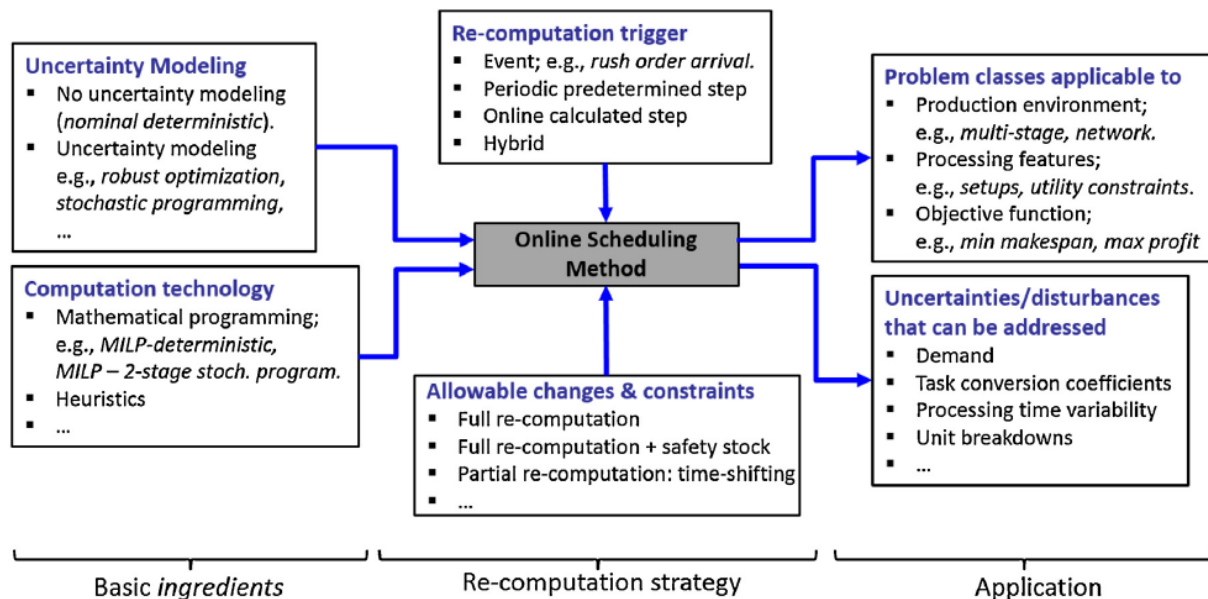 Uncertainty Modeling
▪ No uncertainty modeling
(nominal deterministic).
▪ Uncertainty modeling
e.g., robust optimization,
stochastic programming,
...
Computation technology
▪ Mathematical programming;
e.g., MILP-deterministic,
MILP – 2-stage stoch. program.
▪ Heuristics
▪ ...
Re-computation trigger
▪ Event; e.g., rush order arrival.
▪ Periodic predetermined step
▪ Online calculated step
▪ Hybrid
Online Scheduling
Method
Allowable changes & constraints
▪ Full re-computation
▪ Full re-computation + safety stock
▪ Partial re-computation: time-shifting
▪ ...
Problem classes applicable to
▪ Production environment;
e.g., multi-stage, network.
▪ Processing features;
e.g., setups, utility constraints.
▪ Objective function;
e.g., min makespan, max profit
Uncertainties/disturbances
that can be addressed
▪ Demand
▪ Task conversion coefficients
▪ Processing time variability
▪ Unit breakdowns
▪ ...
Basic ingredients
Re-computation strategy
Application